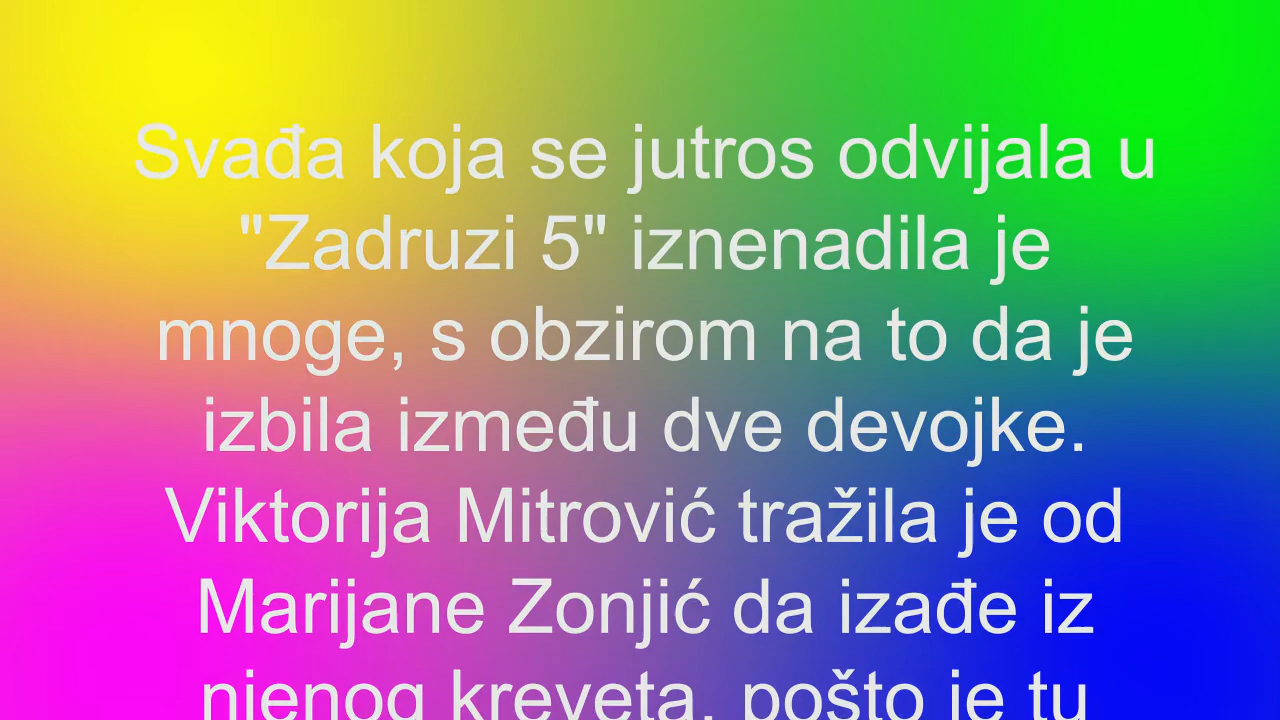 Svađa koja se jutros odvijala u
"Zadruzi 5" iznenadila je
mnoge, s obzirom na to da je
izbila između dve devojke.
Viktorija Mitrović tražila je od
Marijane Zonjić da izađe iz
njenog kreveta, pošto je tu